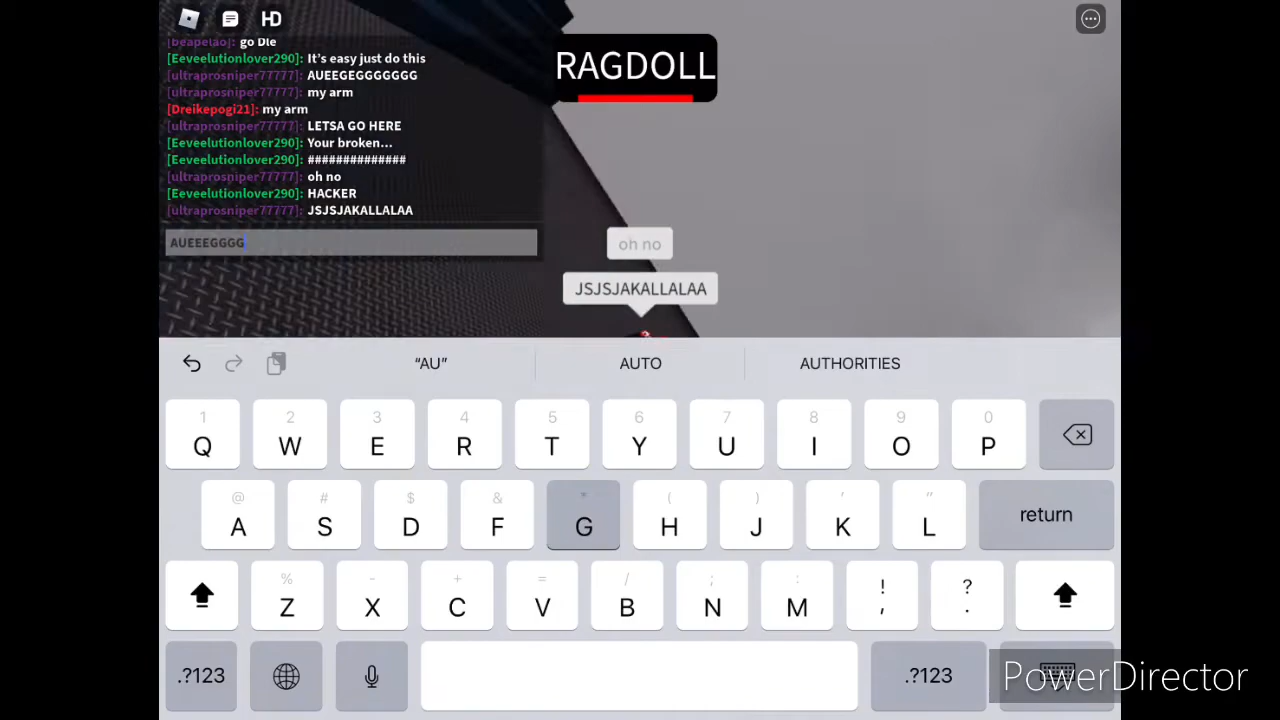 HD
[beapelao]: go DIe
[Eeveelutionlover290]: It's easy just do this
[ultraprosniper77777]: AUEEGEGGGGGGG
[ultraprosniper77777]: my arm
[Dreikepogi21]: my arm
[ultraprosniper77777]: LETSA GO HERE
[Eeveelutionlover290]: Your broken...
[Eeveelutionlover290]: ##############
[ultraprosniper77777]: oh no
[Eeveelutionlover290]: HACKER
[ultraprosniper77777]: JSJSJAKALLALAA
AUEEEGGGG
RAGDOLL
oh no
JSJSJAKALLALAA
“AU” AUTO AUTHORITIES
1 2 3 4 5 6 7 8 9 0
Q W E R T Y U I O P
@ # $ & * ( ) ' "
A S D F G H J K L return
% - + = / ; : ! ?
Z X C V B N M , .
.?123 .?123
PowerDirector